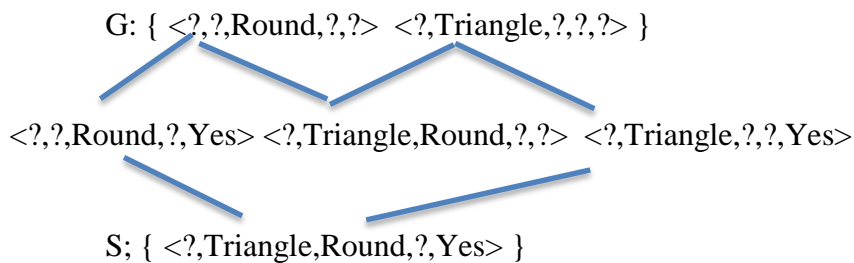 G: { <?,?,Round,?,?> <?,Triangle,?,?,?> }
<?,?,Round,?,Yes> <?,Triangle,Round,?,?> <?,Triangle,?,?,Yes>
S; { <?,Triangle,Round,?,Yes> }